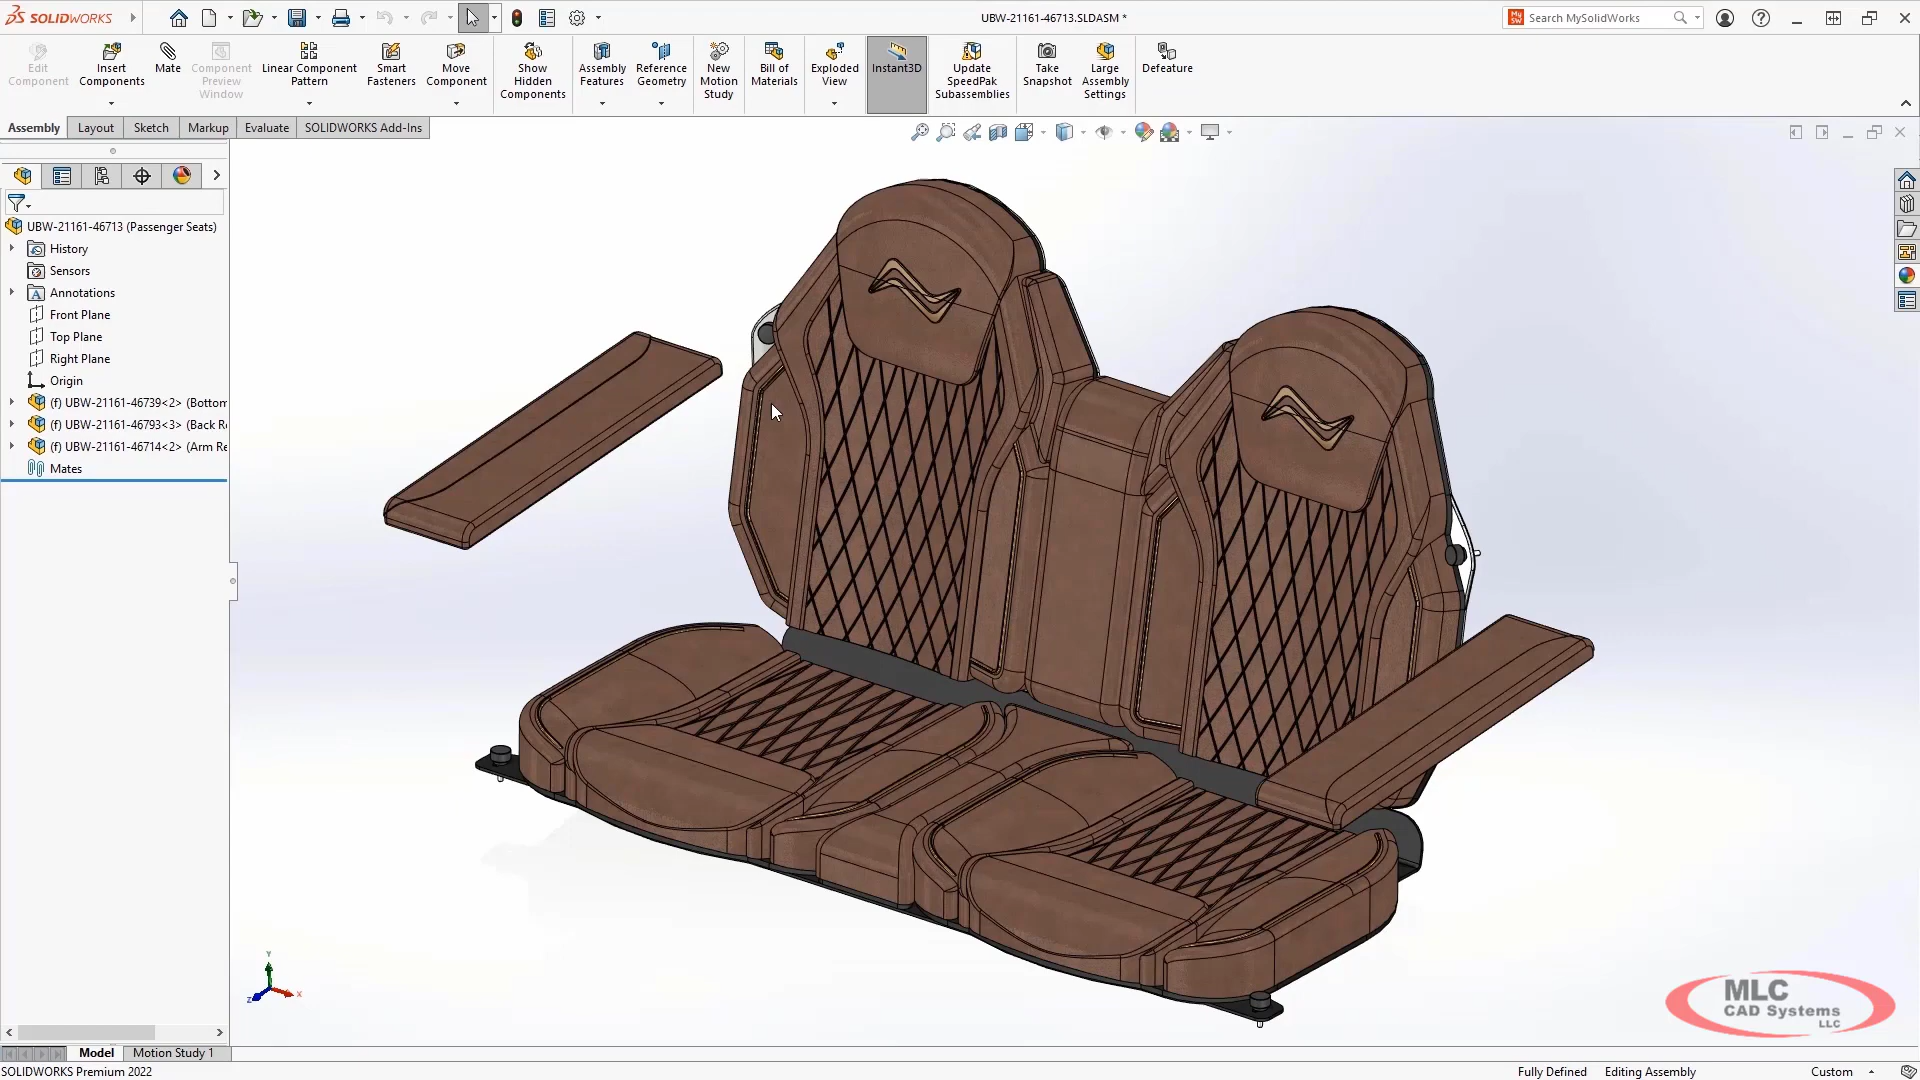 SOLIDWORKS
UBW-21161-46713.SLDASM *
Search MySolidWorks
Edit Component
Insert Components
Mate
Component Preview Window
Linear Component Pattern
Smart Fasteners
Move Component
Show Hidden Components
Assembly Features
Reference Geometry
New Motion Study
Bill of Materials
Exploded View
Instant3D
Update SpeedPak Subassemblies
Take Snapshot
Large Assembly Settings
Defeature
Assembly
Layout
Sketch
Markup
Evaluate
SOLIDWORKS Add-Ins
UBW-21161-46713 (Passenger Seats)
History
Sensors
Annotations
Front Plane
Top Plane
Right Plane
Origin
(f) UBW-21161-46739<2> (Bottom
(f) UBW-21161-46793<3> (Back R
(f) UBW-21161-46714<2> (Arm Re
Mates
Y
Z
X
MLC
CAD Systems
LLC
Model
Motion Study 1
SOLIDWORKS Premium 2022
Fully Defined
Editing Assembly
Custom